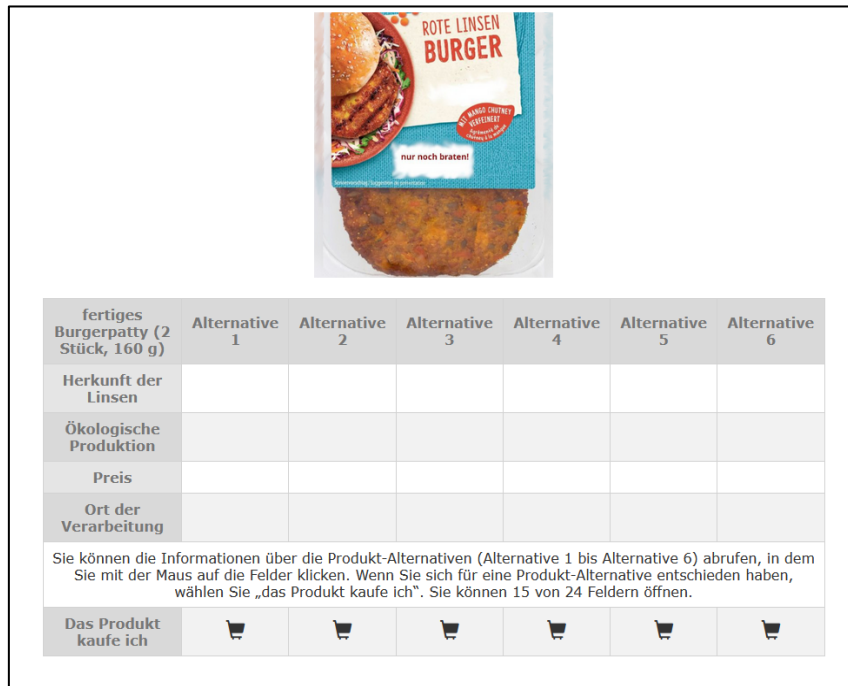 ROTE LINSEN
BURGER
MIT MANGO CHUTNEY
VERFEINERT
nur noch braten!
fertiges
Burgerpatty (2
Stück, 160 g)
Alternative
1
Alternative
2
Alternative
3
Alternative
4
Alternative
5
Alternative
6
Herkunft der
Linsen
Ökologische
Produktion
Preis
Ort der
Verarbeitung
Sie können die Informationen über die Produkt-Alternativen (Alternative 1 bis Alternative 6) abrufen, in dem
Sie mit der Maus auf die Felder klicken. Wenn Sie sich für eine Produkt-Alternative entschieden haben,
wählen Sie „das Produkt kaufe ich“. Sie können 15 von 24 Feldern öffnen.
Das Produkt
kaufe ich